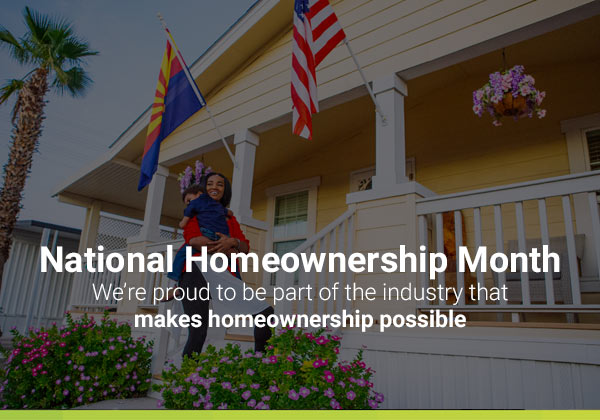 National Homeownership Month
We're proud to be part of the industry that
makes homeownership possible